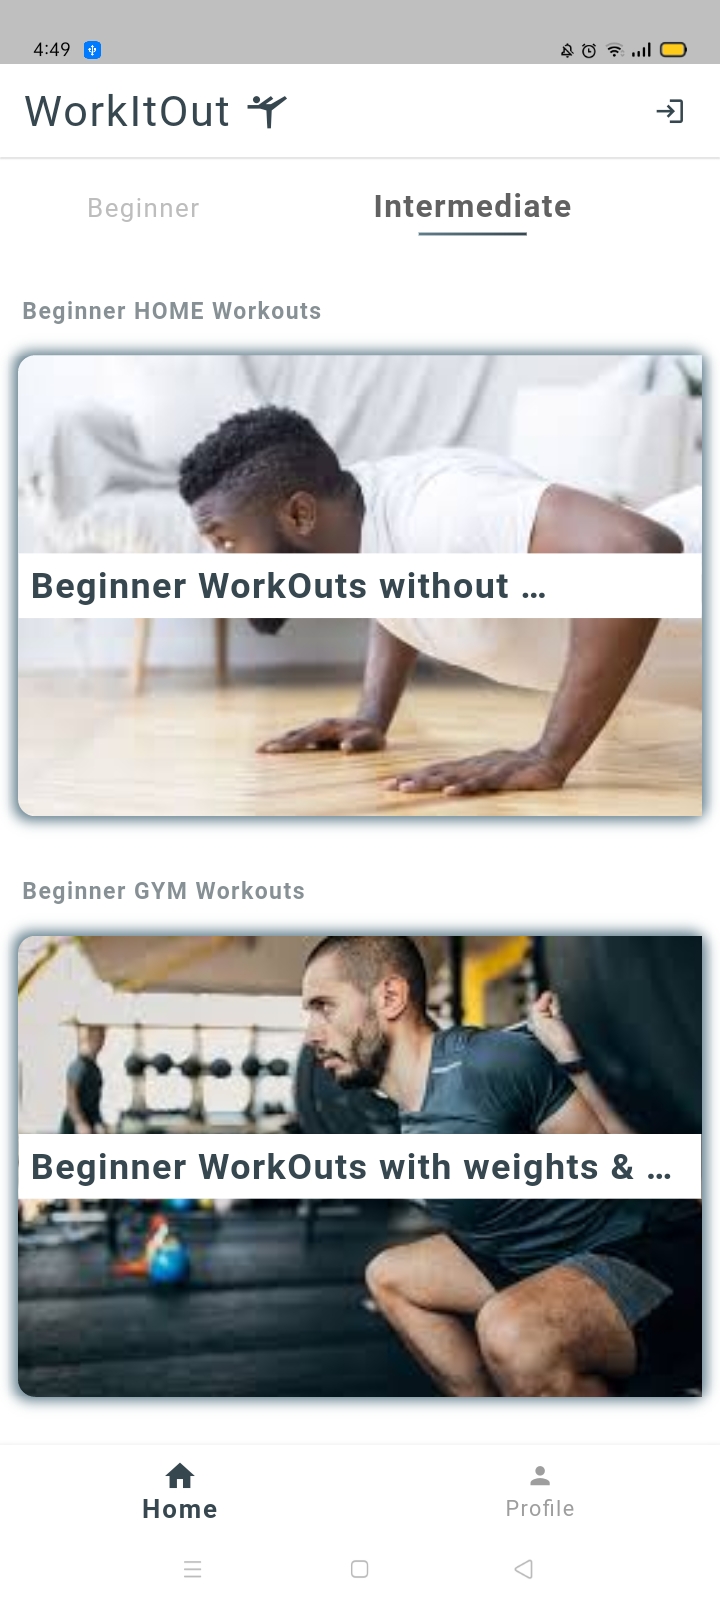 4:49
WorkItOut
Beginner Intermediate
Beginner HOME Workouts
Beginner WorkOuts without ...
Beginner GYM Workouts
Beginner WorkOuts with weights & ...
Home Profile